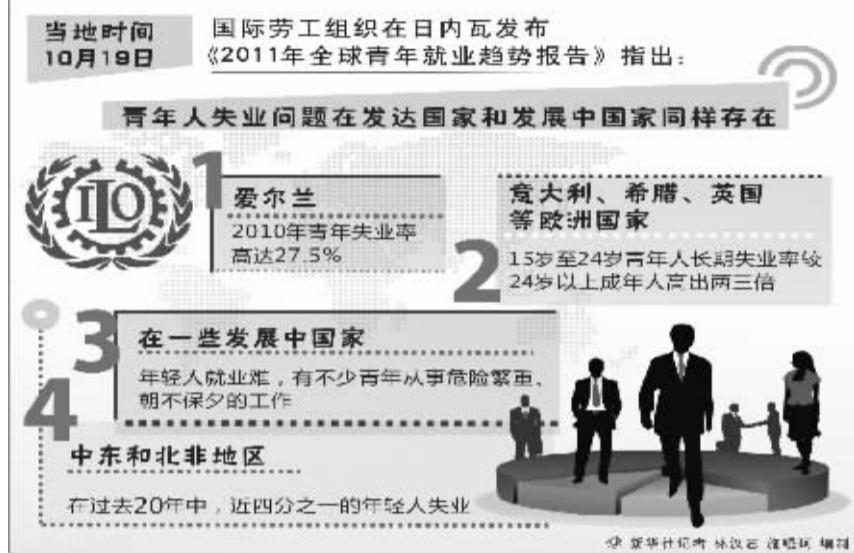 当地时间
10月19日
国际劳工组织在日内瓦发布
《2011年全球青年就业趋势报告》指出：
青年人失业问题在发达国家和发展中国家同样存在
ILO
1
爱尔兰
2010年青年失业率
高达27.5%
2
意大利、希腊、英国
等欧洲国家
15岁至24岁青年人长期失业率较
24岁以上成年人高出两三倍
3
在一些发展中国家
年轻人就业难，有不少青年从事危险繁重、
朝不保夕的工作
4
中东和北非地区
在过去20年中，近四分之一的年轻人失业
新华社记者 编制